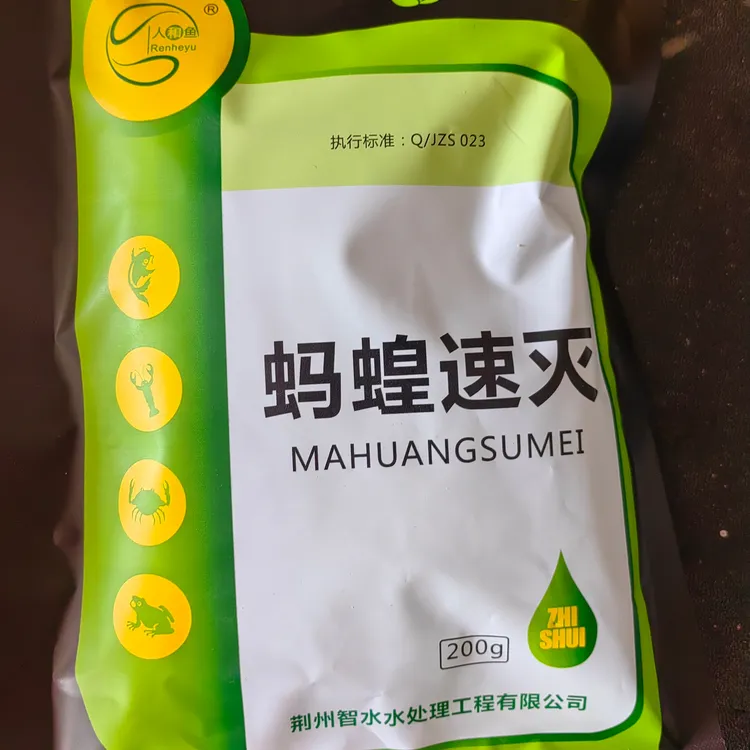 人和鱼
®
Renheyu
执行标准：Q/JZS 023
蚂蝗速灭
MAHUANGSUMEI
ZHI
SHUI
200g
荆州智水水处理工程有限公司